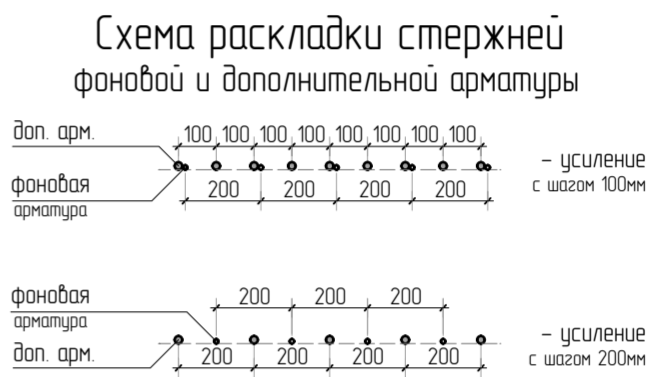 Схема раскладки стержней
фоновой и дополнительной арматуры
доп. арм.
100 100 100 100 100 100 100 100
– усиление
с шагом 100мм
фоновая
арматура
200 200 200 200
фоновая
арматура
200 200 200
доп. арм.
200 200 200 200
– усиление
с шагом 200мм